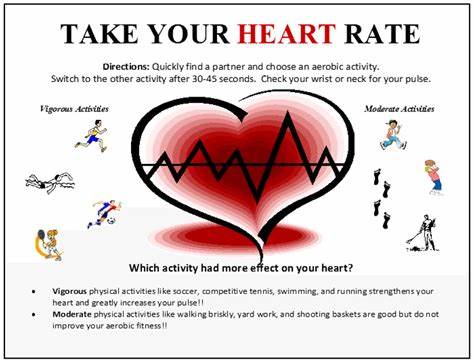 TAKE YOUR HEART RATE
Directions: Quickly find a partner and choose an aerobic activity.
Switch to the other activity after 30-45 seconds. Check your wrist or neck for your pulse.
Vigorous Activities
Moderate Activities
Which activity had more effect on your heart?
• Vigorous physical activities like soccer, competitive tennis, swimming, and running strengthens your
heart and greatly increases your pulse!!
• Moderate physical activities like walking briskly, yard work, and shooting baskets are good but do not
improve your aerobic fitness!!